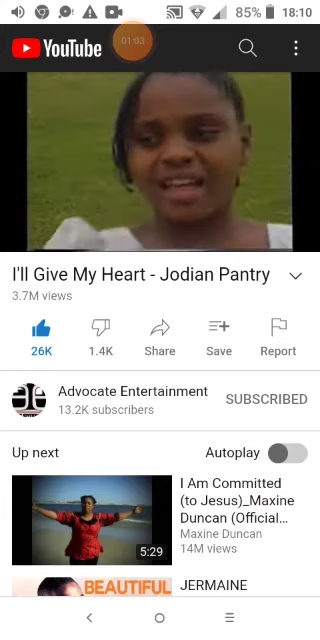 85% 18:10
YouTube
01:03
I'll Give My Heart - Jodian Pantry
3.7M views
26K 1.4K Share Save Report
Advocate Entertainment
13.2K subscribers
SUBSCRIBED
Up next Autoplay
I Am Committed
(to Jesus)_Maxine
Duncan (Official...
Maxine Duncan
14M views
5:29
BEAUTIFUL
JERMAINE